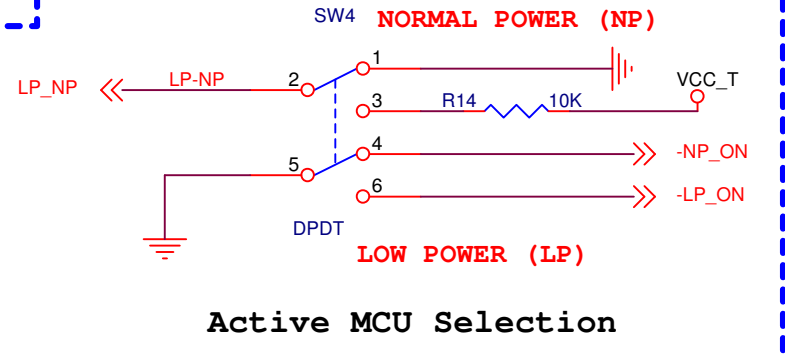 SW4 NORMAL POWER (NP)
1
LP_NP LP-NP 2
VCC_T
3 R14 10K
4 -NP_ON
5
6 -LP_ON
DPDT
LOW POWER (LP)
Active MCU Selection